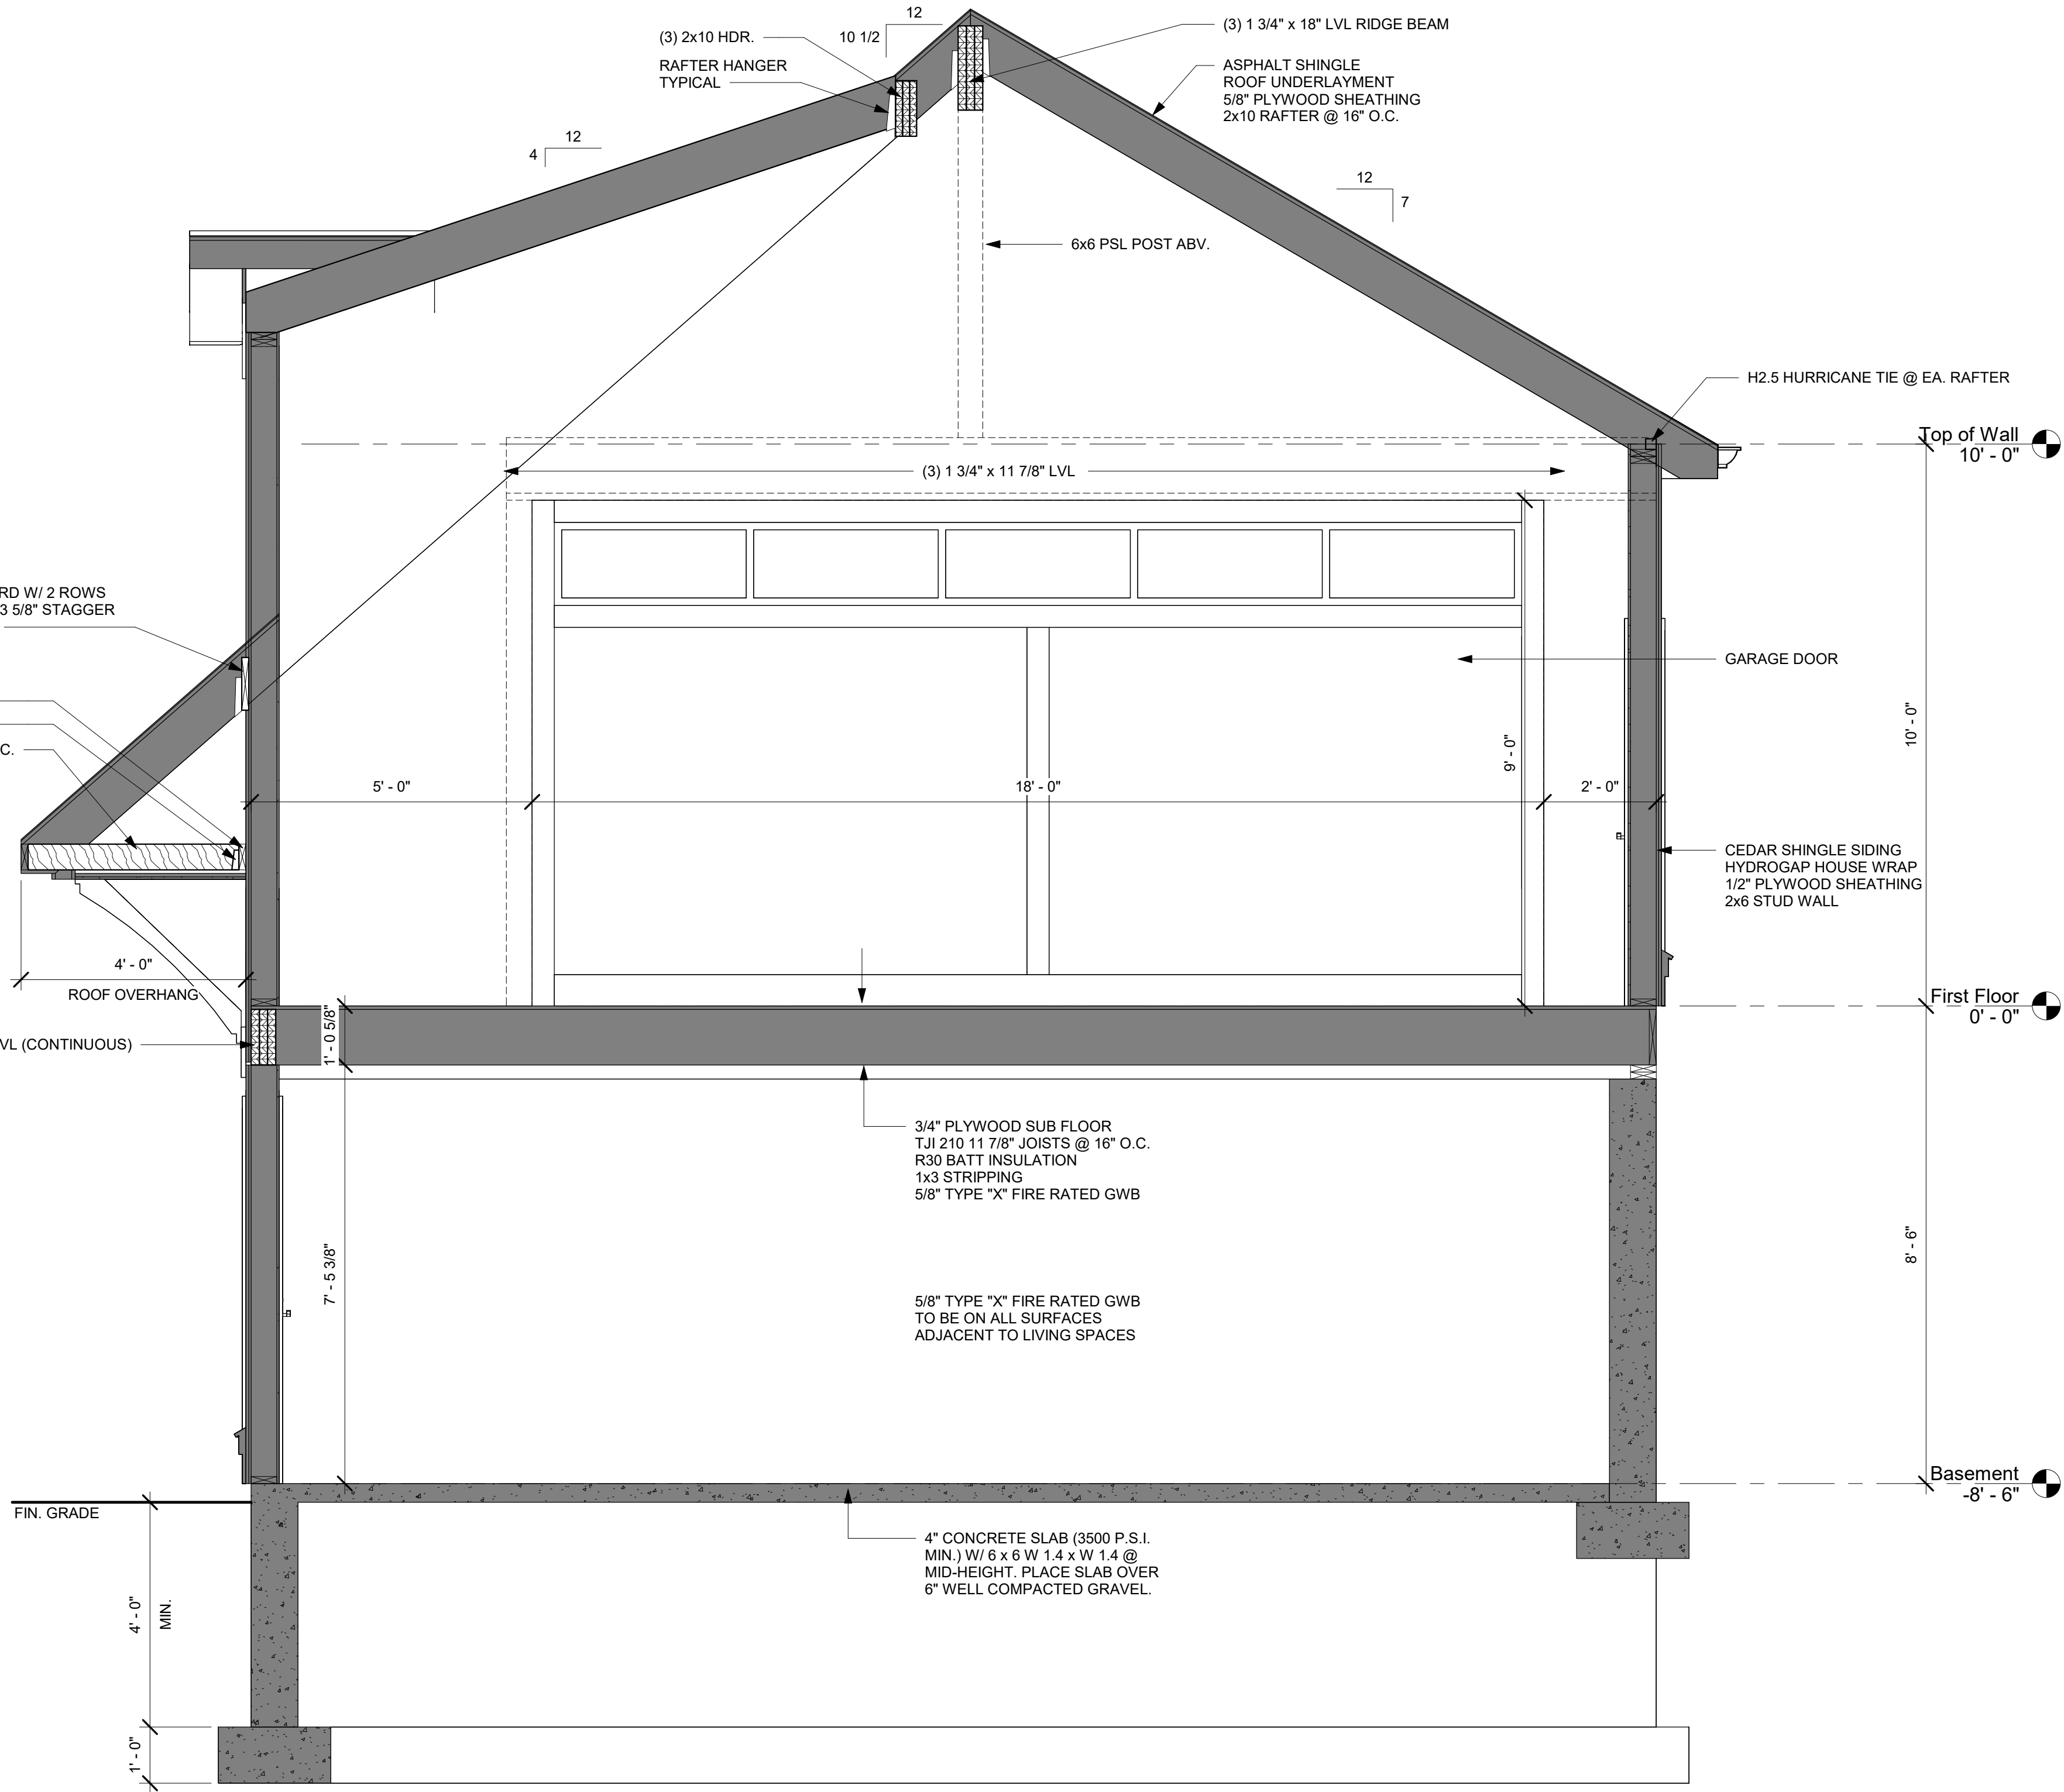 12
10 1/2
(3) 2x10 HDR.
RAFTER HANGER
TYPICAL
(3) 1 3/4" x 18" LVL RIDGE BEAM
ASPHALT SHINGLE
ROOF UNDERLAYMENT
5/8" PLYWOOD SHEATHING
2x10 RAFTER @ 16" O.C.
12
4
12
7
6x6 PSL POST ABV.
H2.5 HURRICANE TIE @ EA. RAFTER
Top of Wall
10' - 0"
(3) 1 3/4" x 11 7/8" LVL
RD W/ 2 ROWS
3 5/8" STAGGER
C.
GARAGE DOOR
10' - 0"
9' - 0"
5' - 0"
18' - 0"
2' - 0"
CEDAR SHINGLE SIDING
HYDROGAP HOUSE WRAP
1/2" PLYWOOD SHEATHING
2x6 STUD WALL
4' - 0"
ROOF OVERHANG
First Floor
0' - 0"
VL (CONTINUOUS)
1' - 0 5/8"
3/4" PLYWOOD SUB FLOOR
TJI 210 11 7/8" JOISTS @ 16" O.C.
R30 BATT INSULATION
1x3 STRIPPING
5/8" TYPE "X" FIRE RATED GWB
7' - 5 3/8"
8' - 6"
5/8" TYPE "X" FIRE RATED GWB
TO BE ON ALL SURFACES
ADJACENT TO LIVING SPACES
Basement
-8' - 6"
FIN. GRADE
4" CONCRETE SLAB (3500 P.S.I.
MIN.) W/ 6 x 6 W 1.4 x W 1.4 @
MID-HEIGHT. PLACE SLAB OVER
6" WELL COMPACTED GRAVEL.
4' - 0"
MIN.
1' - 0"